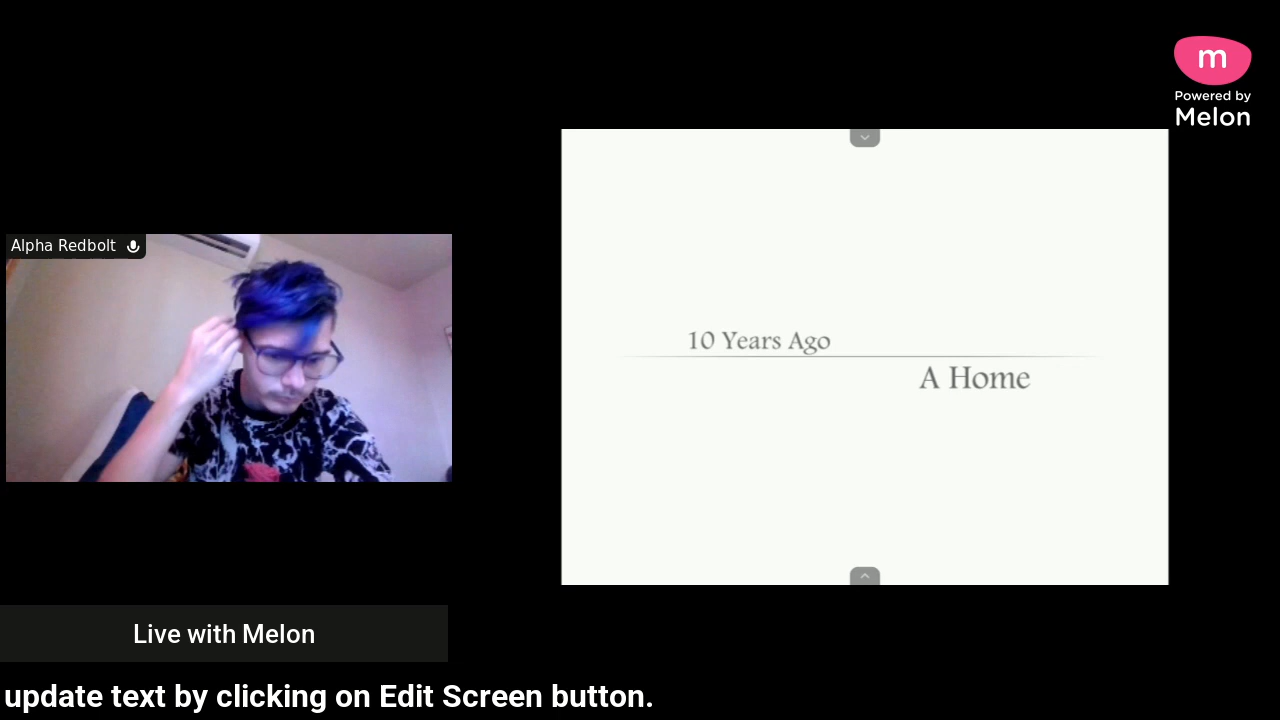 m
Powered by
Melon
Alpha Redbolt
10 Years Ago
A Home
Live with Melon
update text by clicking on Edit Screen button.